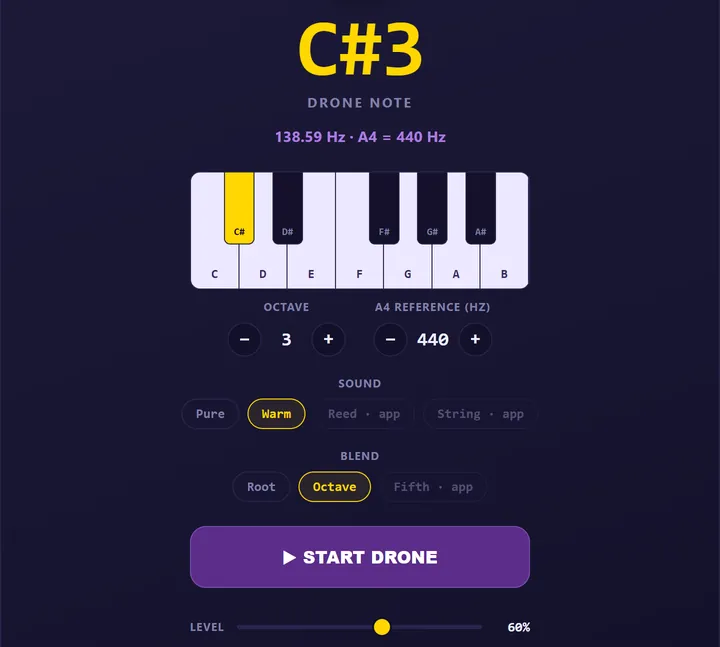 C#3
DRONE NOTE
138.59 Hz · A4 = 440 Hz
C# D# F# G# A#
C D E F G A B
OCTAVE A4 REFERENCE (HZ)
− 3 + − 440 +
SOUND
Pure Warm Reed · app String · app
BLEND
Root Octave Fifth · app
▶ START DRONE
LEVEL 60%